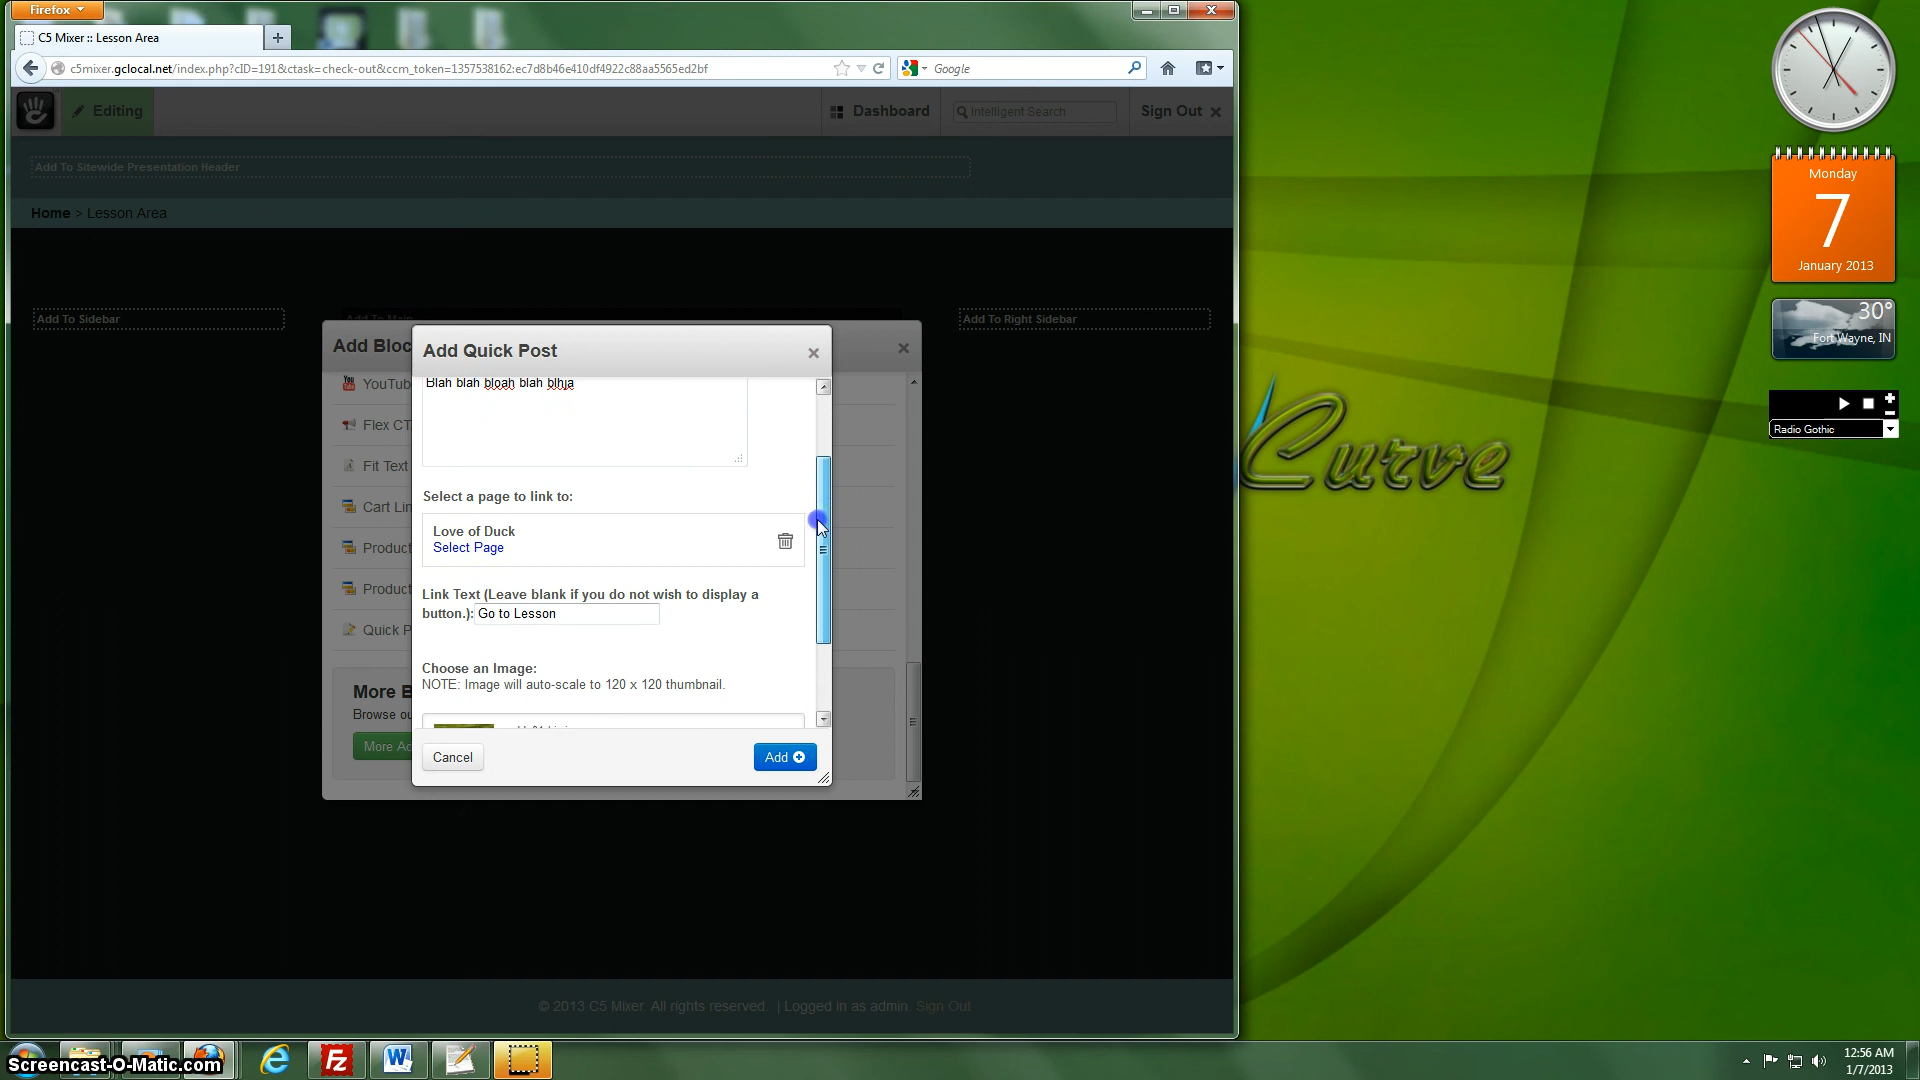 Firefox
C5 Mixer :: Lesson Area
c5mixer.gclocal.net/index.php?cID=191&ctask=check-out&ccm_token=1357538162:ec7d8b46e410df4922c88aa5565ed2bf
Google
Editing
Dashboard
Intelligent Search
Sign Out
Add To Sitewide Presentation Header
Home > Lesson Area
Add To Sidebar
Add To Main
Add To Right Sidebar
Add Bloc
YouTub
Flex CT
Fit Text
Cart Lin
Product
Product
Quick P
More B
Browse ou
More Ad
Add Quick Post
Blah blah bloah blah blhja
Select a page to link to:
Love of Duck
Select Page
Link Text (Leave blank if you do not wish to display a
button.): Go to Lesson
Choose an Image:
NOTE: Image will auto-scale to 120 x 120 thumbnail.
Cancel
Add
© 2013 C5 Mixer. All rights reserved. | Logged in as admin. Sign Out
Curve
Monday
7
January 2013
30°
Fort Wayne, IN
Radio Gothic
Screencast-O-Matic.com
12:56 AM
1/7/2013